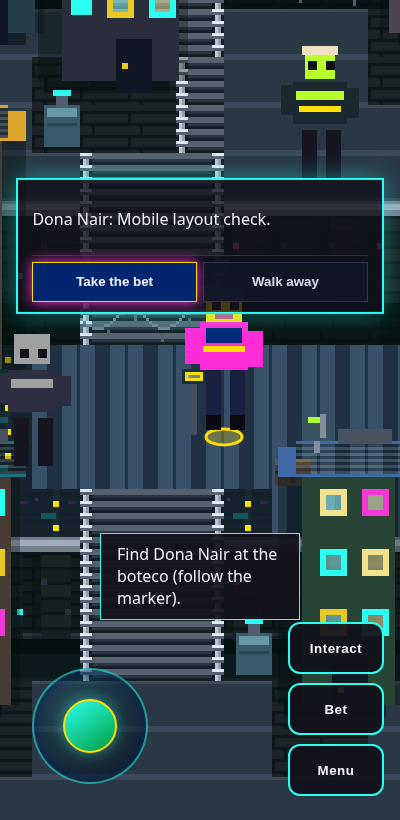 Dona Nair: Mobile layout check.
Take the bet
Walk away
Find Dona Nair at the
boteco (follow the
marker).
Interact
Bet
Menu